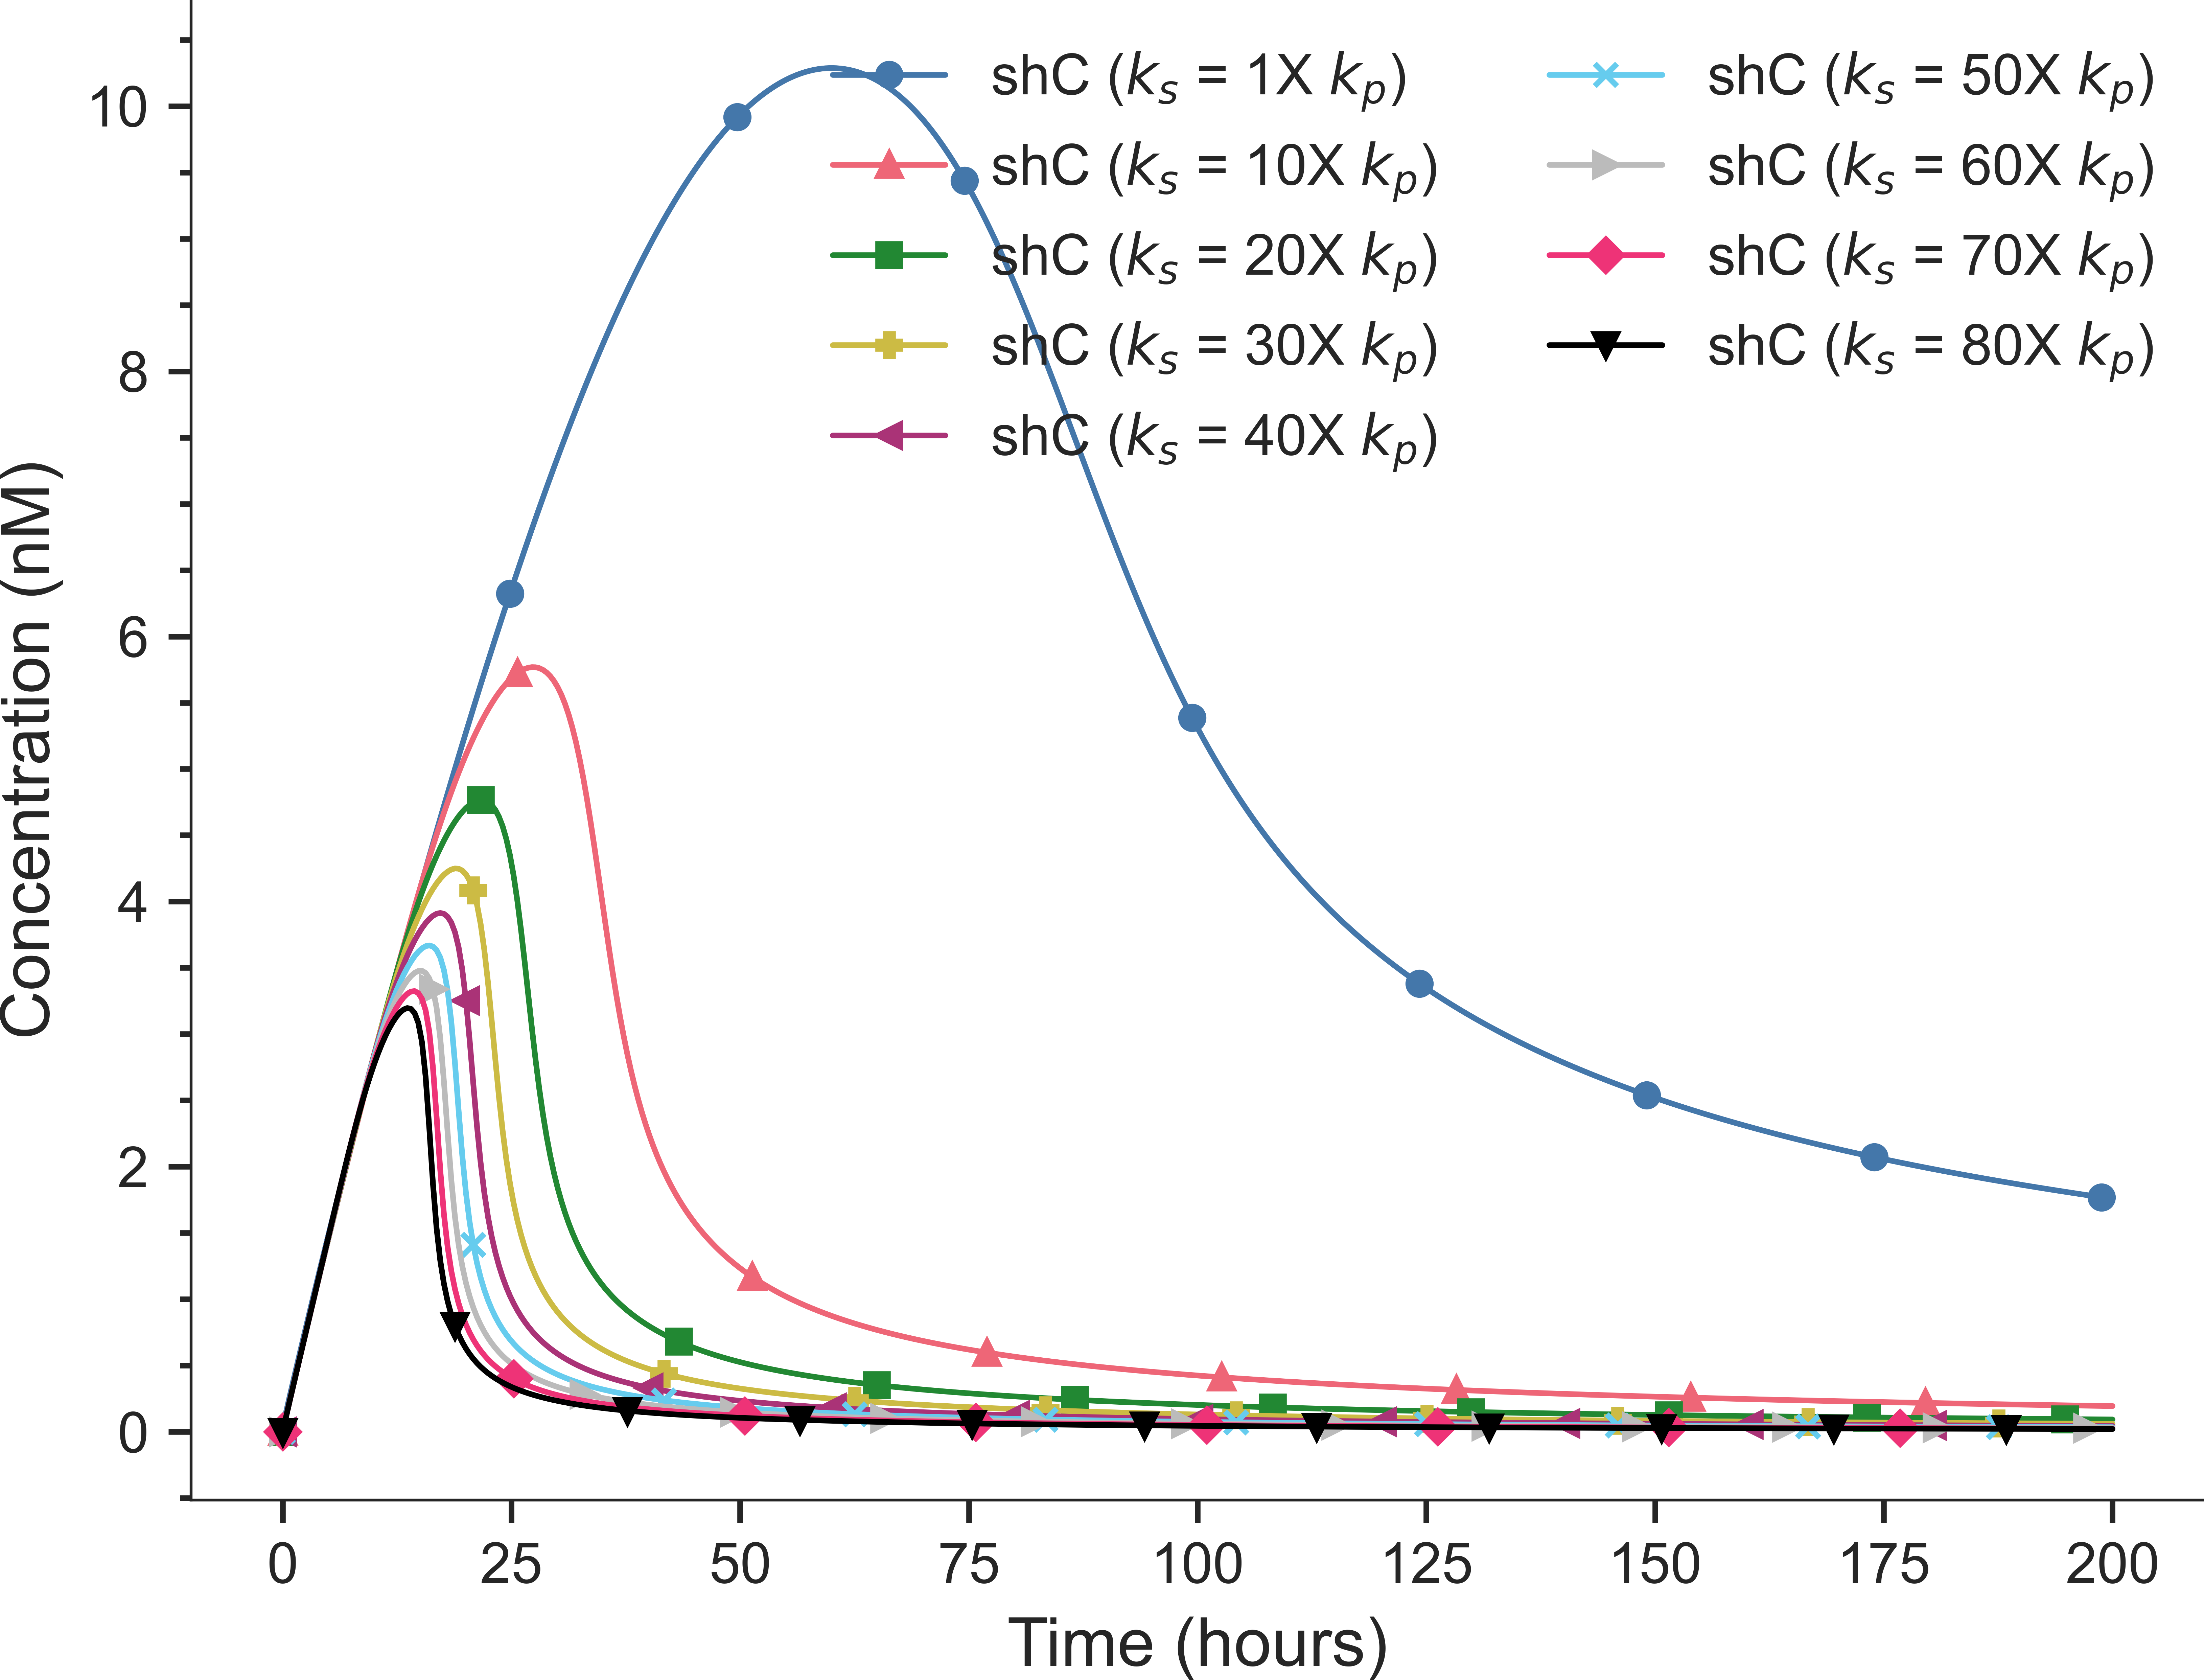 Concentration (nM)
10
8
6
4
2
0
shC (kₛ = 1X kₚ)
shC (kₛ = 10X kₚ)
shC (kₛ = 20X kₚ)
shC (kₛ = 30X kₚ)
shC (kₛ = 40X kₚ)
shC (kₛ = 50X kₚ)
shC (kₛ = 60X kₚ)
shC (kₛ = 70X kₚ)
shC (kₛ = 80X kₚ)
0 25 50 75 100 125 150 175 200
Time (hours)